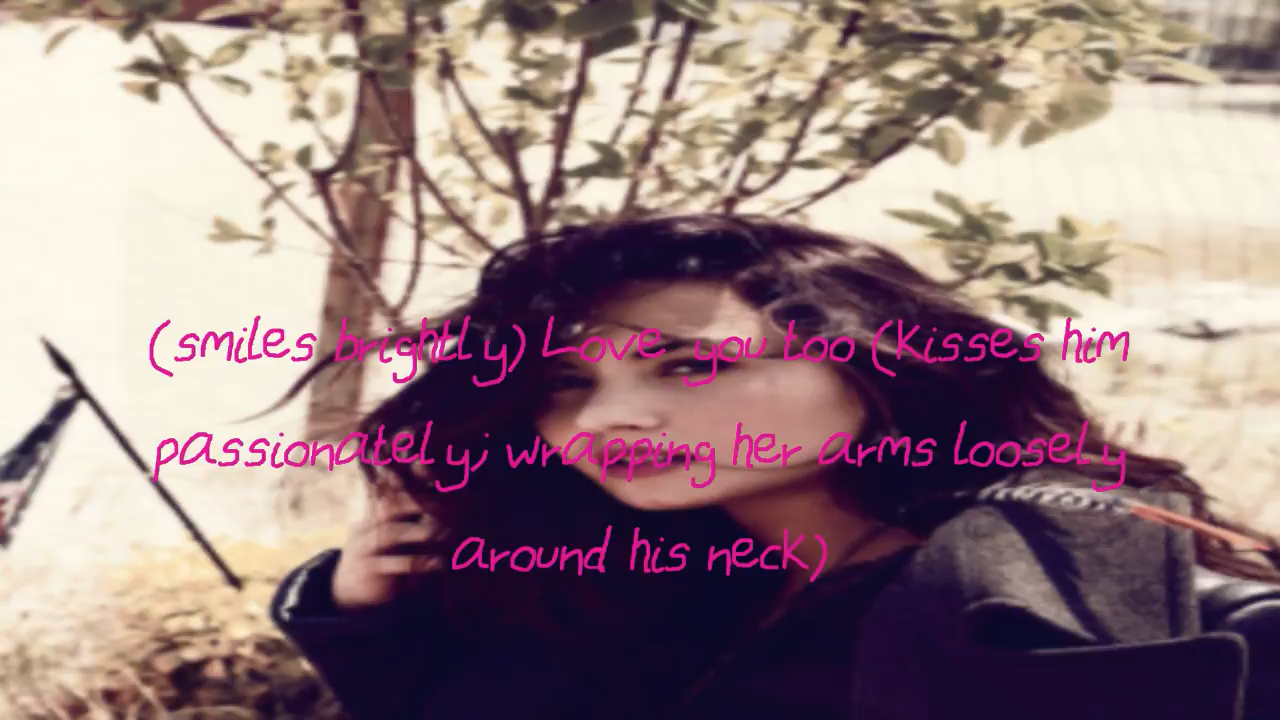 (smiles brightly) Love you too (Kisses him
passionately; wrapping her arms loosely
around his neck)